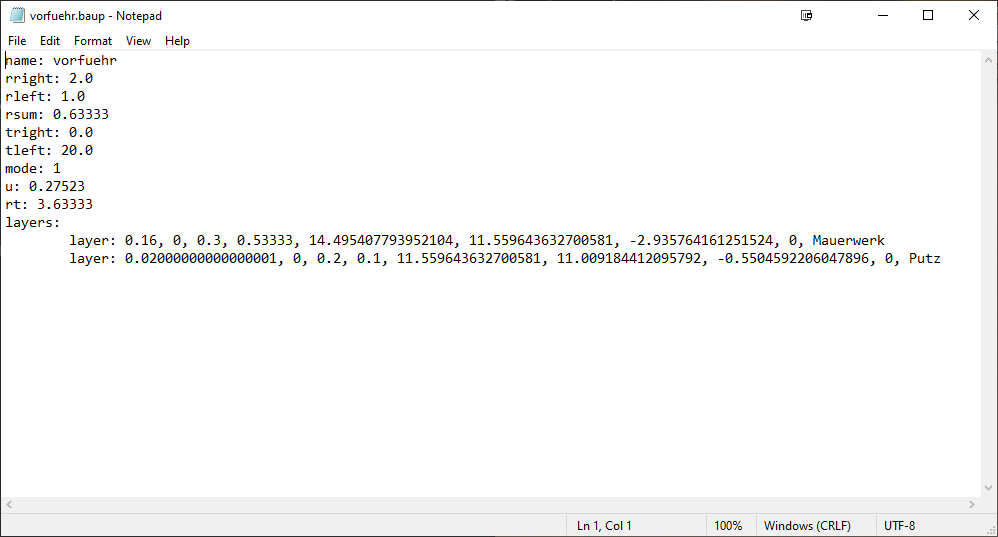 vorfuehr.baup - Notepad
File Edit Format View Help
name: vorfuehr
rright: 2.0
rleft: 1.0
rsum: 0.63333
tright: 0.0
tleft: 20.0
mode: 1
u: 0.27523
rt: 3.63333
layers:
layer: 0.16, 0, 0.3, 0.53333, 14.495407793952104, 11.559643632700581, -2.935764161251524, 0, Mauerwerk
layer: 0.02000000000000001, 0, 0.2, 0.1, 11.559643632700581, 11.009184412095792, -0.5504592206047896, 0, Putz
Ln 1, Col 1 100% Windows (CRLF) UTF-8